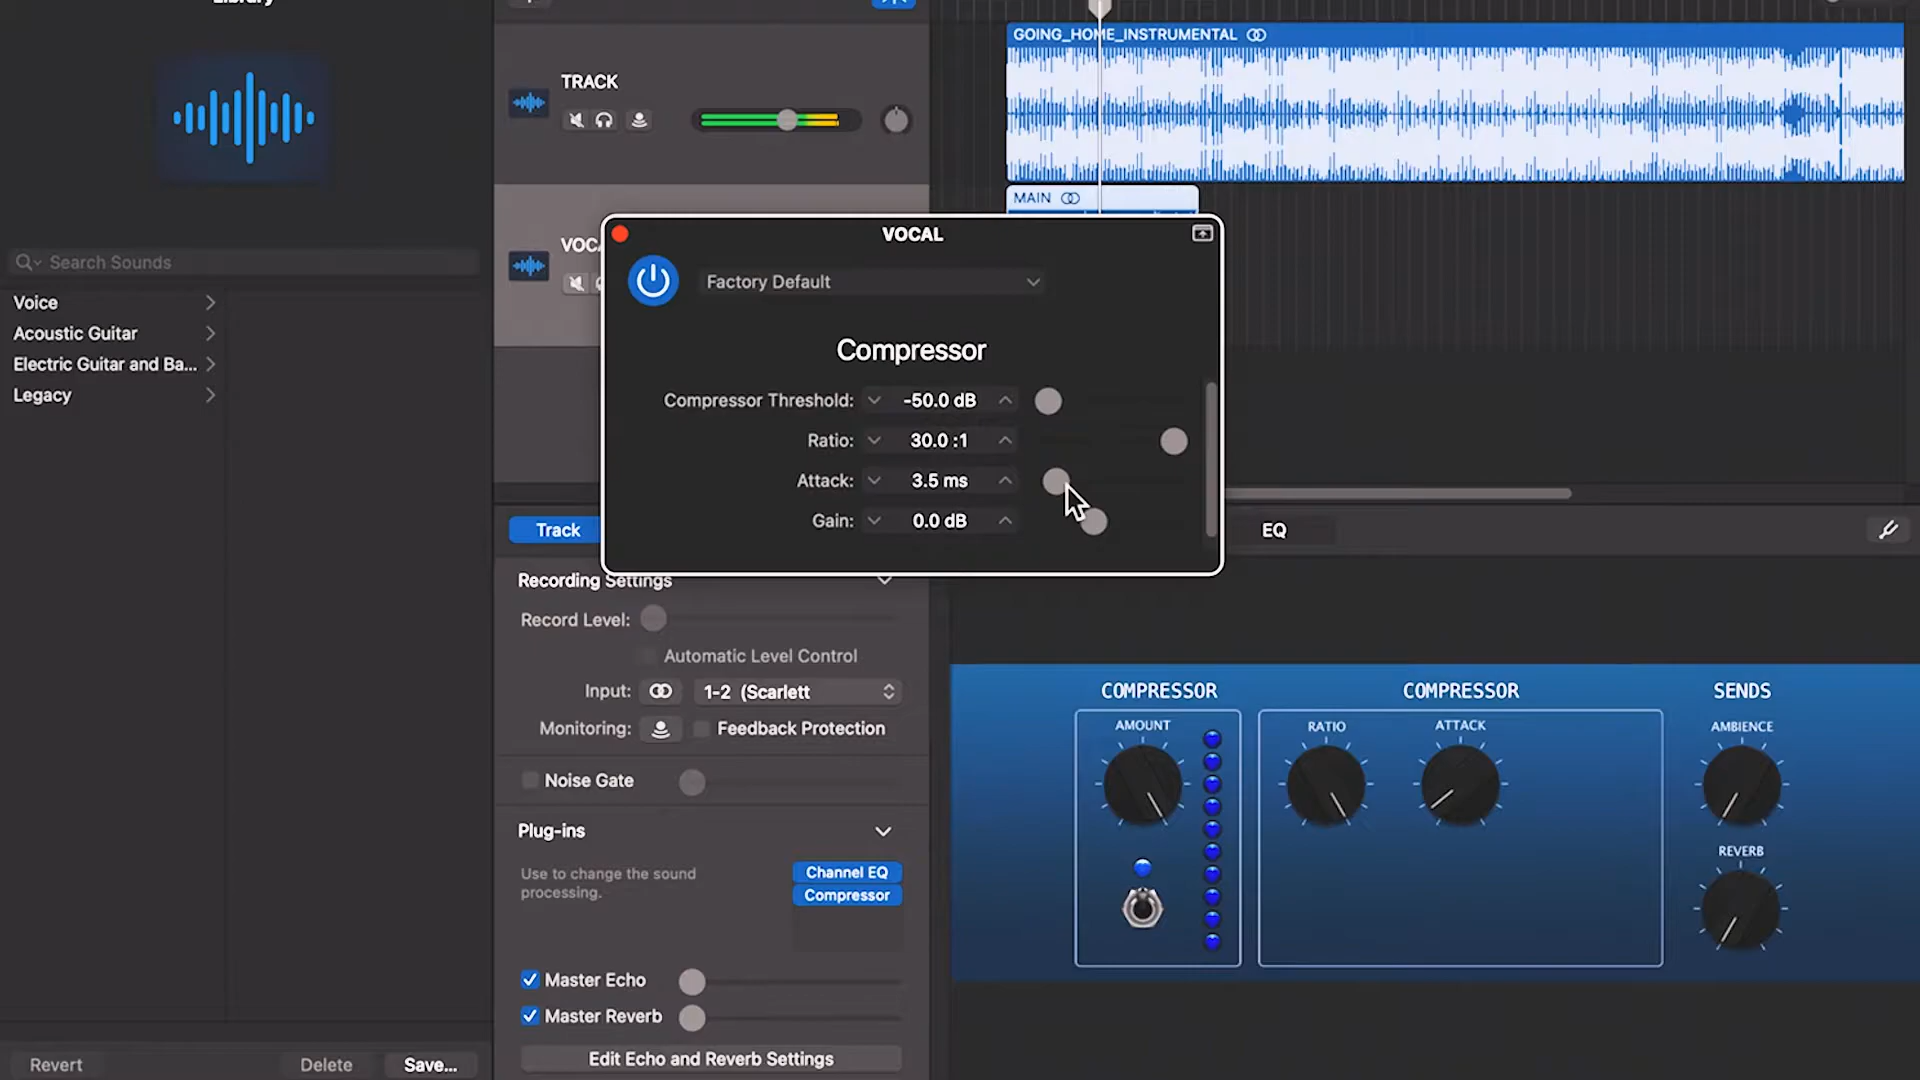 Library
TRACK
GOING_HOME_INSTRUMENTAL
MAIN
VOCAL
Search Sounds
Factory Default
Voice
Acoustic Guitar
Electric Guitar and Ba...
Legacy
Compressor
Compressor Threshold: -50.0 dB
Ratio: 30.0 :1
Attack: 3.5 ms
Gain: 0.0 dB
Track
EQ
Recording Settings
Record Level:
Automatic Level Control
Input: 1-2 (Scarlett
Monitoring: Feedback Protection
Noise Gate
Plug-ins
Use to change the sound
processing.
Channel EQ
Compressor
Master Echo
Master Reverb
Edit Echo and Reverb Settings
COMPRESSOR
AMOUNT
COMPRESSOR
RATIO
ATTACK
SENDS
AMBIENCE
REVERB
Revert
Delete
Save...